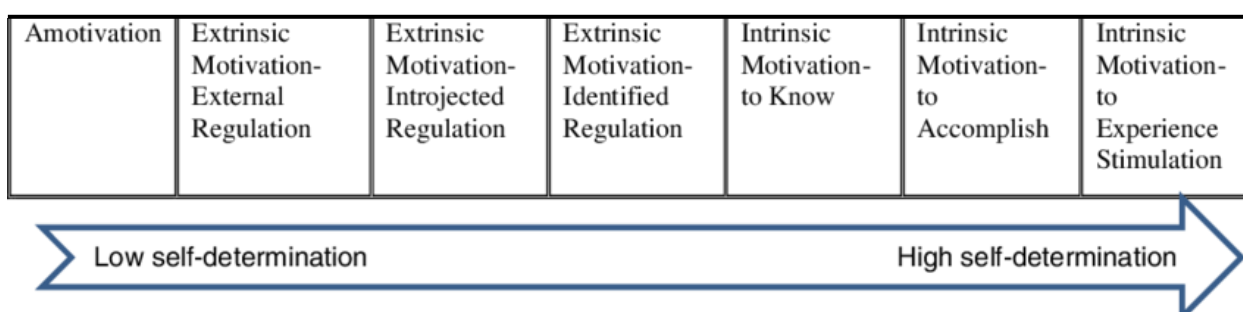 Amotivation
Extrinsic
Motivation-
External
Regulation
Extrinsic
Motivation-
Introjected
Regulation
Extrinsic
Motivation-
Identified
Regulation
Intrinsic
Motivation-
to Know
Intrinsic
Motivation-
to
Accomplish
Intrinsic
Motivation-
to
Experience
Stimulation
Low self-determination
High self-determination